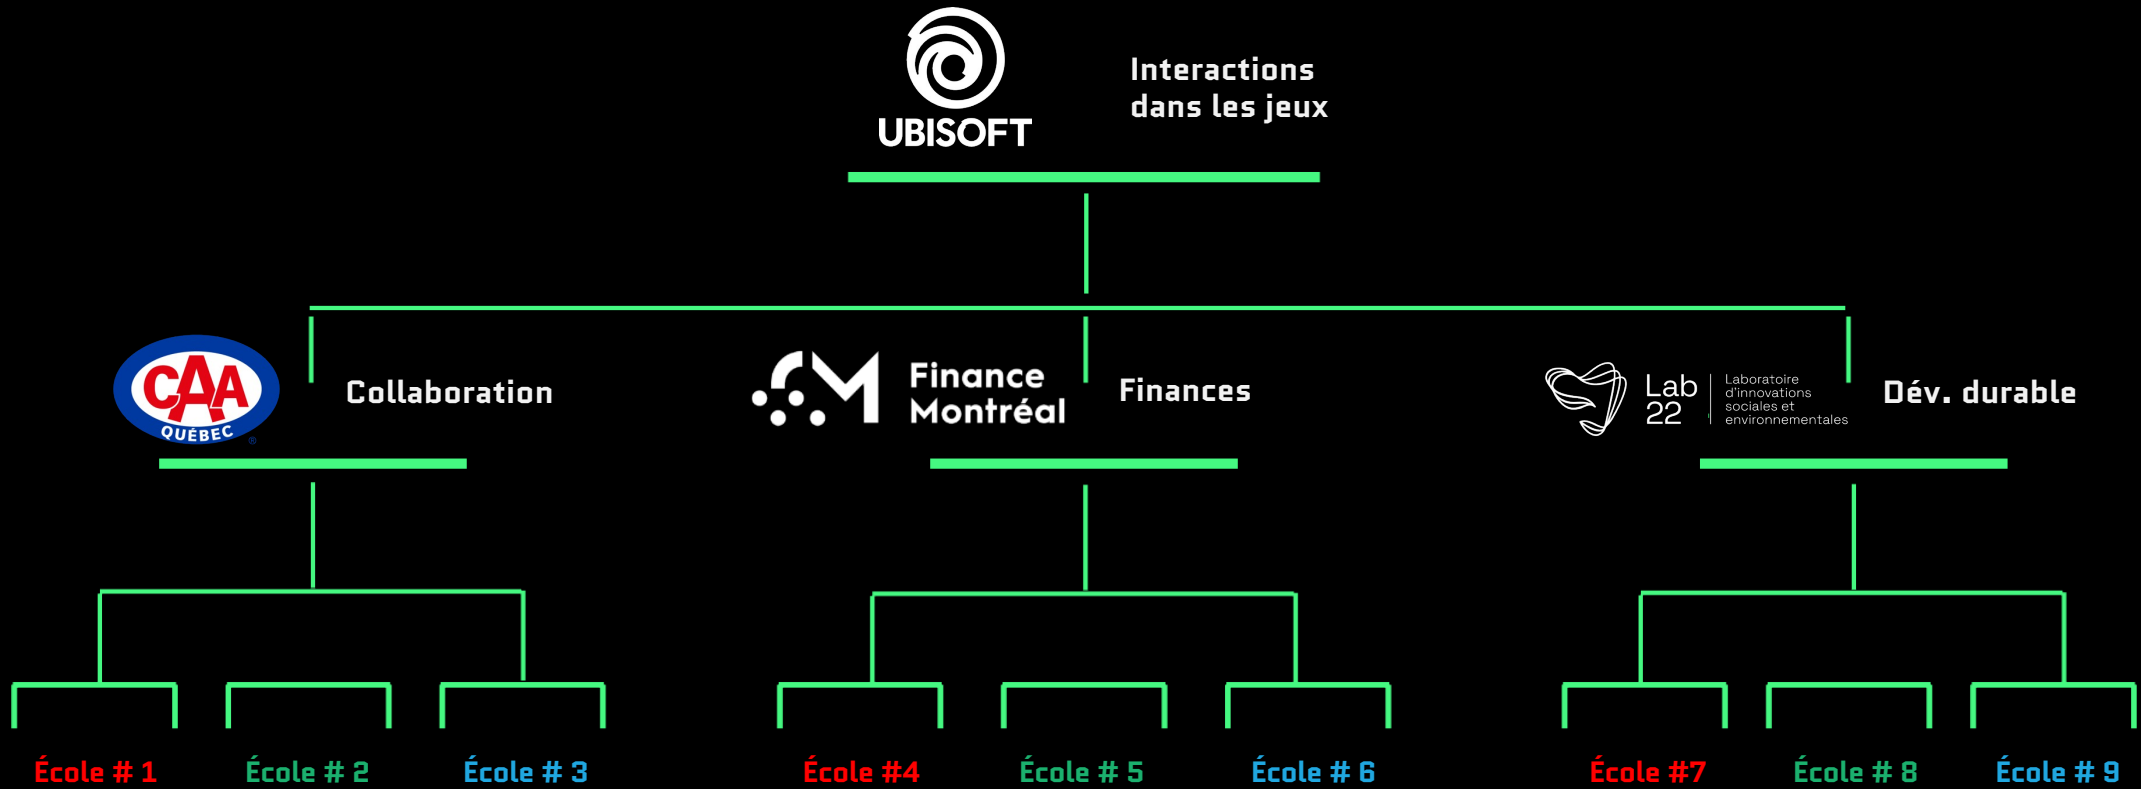 UBISOFT
Interactions
dans les jeux
CAA
QUÉBEC
®
Collaboration
Finance
Montréal
Finances
Lab
22
Laboratoire
d'innovations
sociales et
environnementales
Dév. durable
École # 1
École # 2
École # 3
École #4
École # 5
École # 6
École #7
École # 8
École # 9